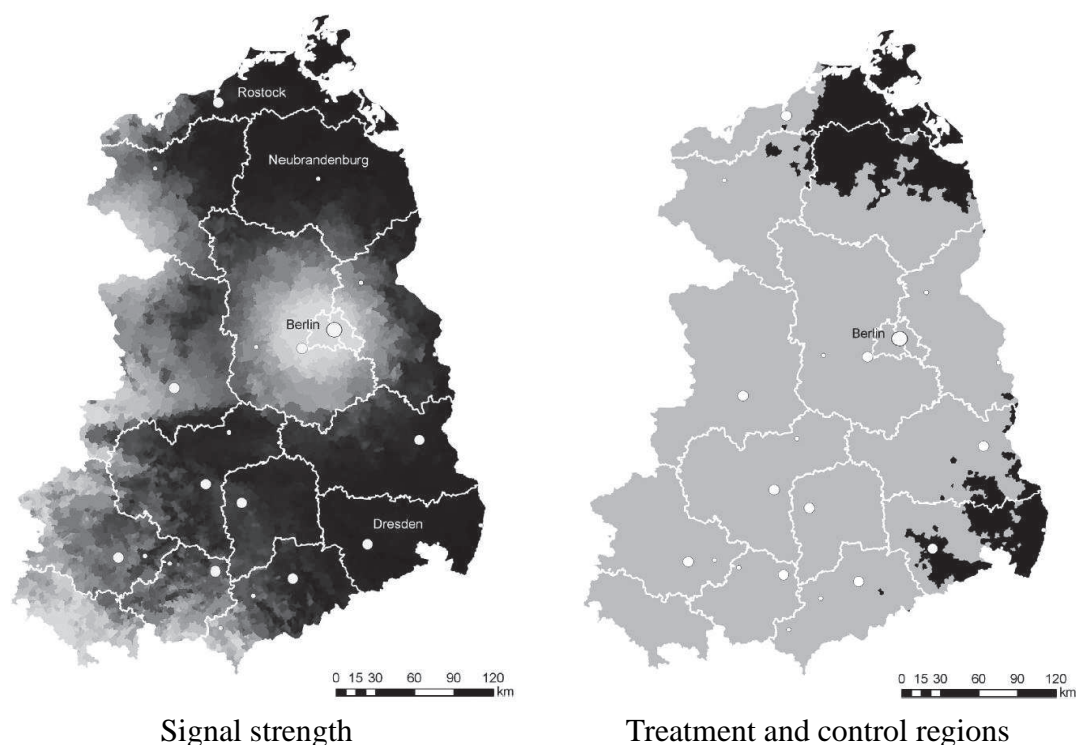 Rostock
Neubrandenburg
Berlin
Dresden
0 15 30 60 90 120
km
Berlin
0 15 30 60 90 120
km
Signal strength
Treatment and control regions